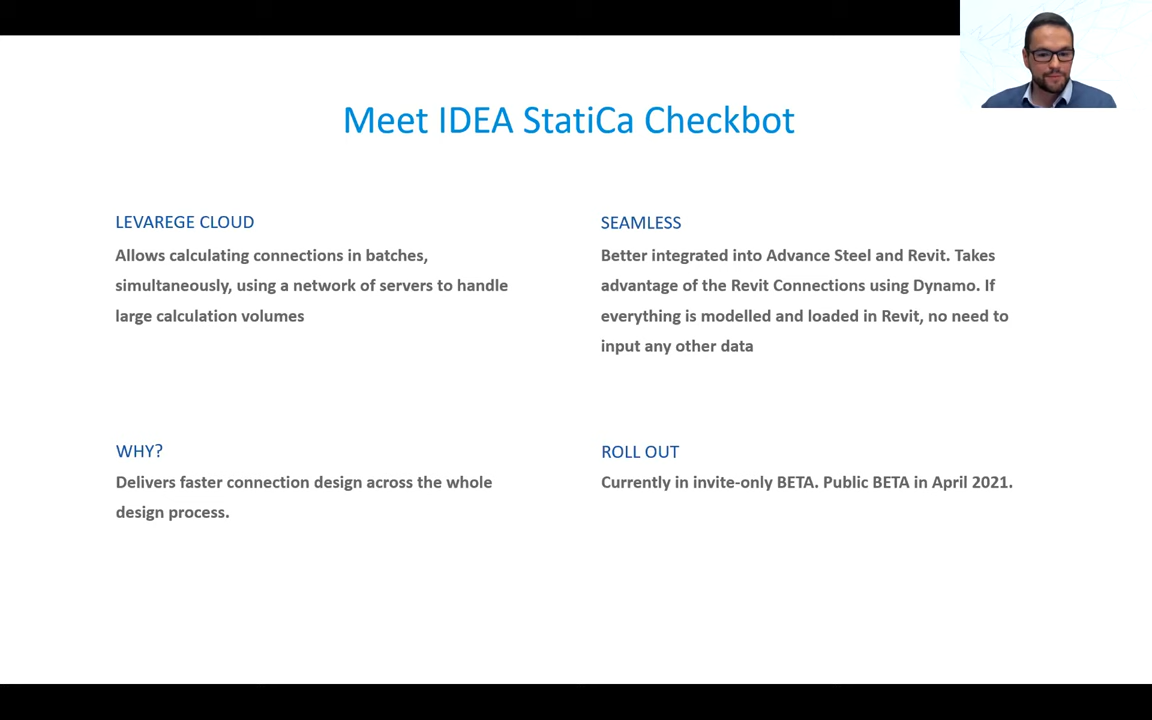 Meet IDEA StatiCa Checkbot
LEVAREGE CLOUD
Allows calculating connections in batches,
simultaneously, using a network of servers to handle
large calculation volumes
SEAMLESS
Better integrated into Advance Steel and Revit. Takes
advantage of the Revit Connections using Dynamo. If
everything is modelled and loaded in Revit, no need to
input any other data
WHY?
Delivers faster connection design across the whole
design process.
ROLL OUT
Currently in invite-only BETA. Public BETA in April 2021.